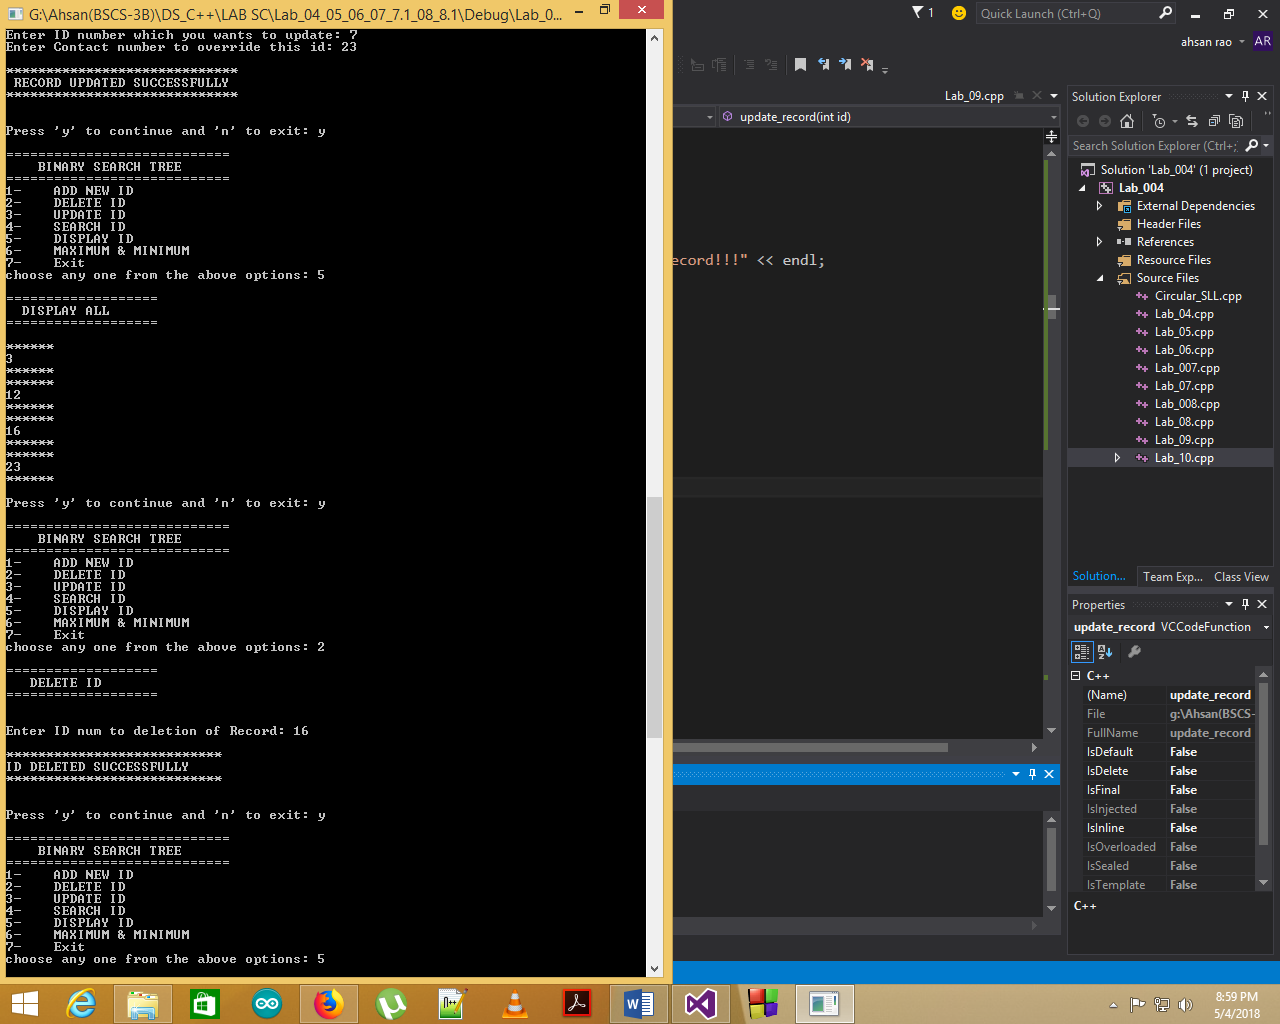 G:\Ahsan(BSCS-3B)\DS_C++\LAB SC\Lab_04_05_06_07_7.1_08_8.1\Debug\Lab_0...
Enter ID number which you wants to update: 7
Enter Contact number to override this id: 23
*****************************
RECORD UPDATED SUCCESSFULLY
*****************************
Press 'y' to continue and 'n' to exit: y
============================
BINARY SEARCH TREE
============================
1- ADD NEW ID
2- DELETE ID
3- UPDATE ID
4- SEARCH ID
5- DISPLAY ID
6- MAXIMUM & MINIMUM
7- Exit
choose any one from the above options: 5
===================
DISPLAY ALL
===================
******
3
******
******
12
******
******
16
******
******
23
******
Press 'y' to continue and 'n' to exit: y
============================
BINARY SEARCH TREE
============================
1- ADD NEW ID
2- DELETE ID
3- UPDATE ID
4- SEARCH ID
5- DISPLAY ID
6- MAXIMUM & MINIMUM
7- Exit
choose any one from the above options: 2
===================
DELETE ID
===================
Enter ID num to deletion of Record: 16
***************************
ID DELETED SUCCESSFULLY
***************************
Press 'y' to continue and 'n' to exit: y
============================
BINARY SEARCH TREE
============================
1- ADD NEW ID
2- DELETE ID
3- UPDATE ID
4- SEARCH ID
5- DISPLAY ID
6- MAXIMUM & MINIMUM
7- Exit
choose any one from the above options: 5
1
Quick Launch (Ctrl+Q)
ahsan rao AR
Lab_09.cpp
update_record(int id)
ecord!!!" << endl;
Solution Explorer
Search Solution Explorer (Ctrl+;
Solution 'Lab_004' (1 project)
Lab_004
External Dependencies
Header Files
References
Resource Files
Source Files
Circular_SLL.cpp
Lab_04.cpp
Lab_05.cpp
Lab_06.cpp
Lab_007.cpp
Lab_07.cpp
Lab_008.cpp
Lab_08.cpp
Lab_09.cpp
Lab_10.cpp
Solution... Team Exp... Class View
Properties
update_record VCCodeFunction
C++
(Name) update_record
File g:\Ahsan(BSCS-
FullName update_record
IsDefault False
IsDelete False
IsFinal False
IsInjected False
IsInline False
IsOverloaded False
IsSealed False
IsTemplate False
C++
8:59 PM
5/4/2018